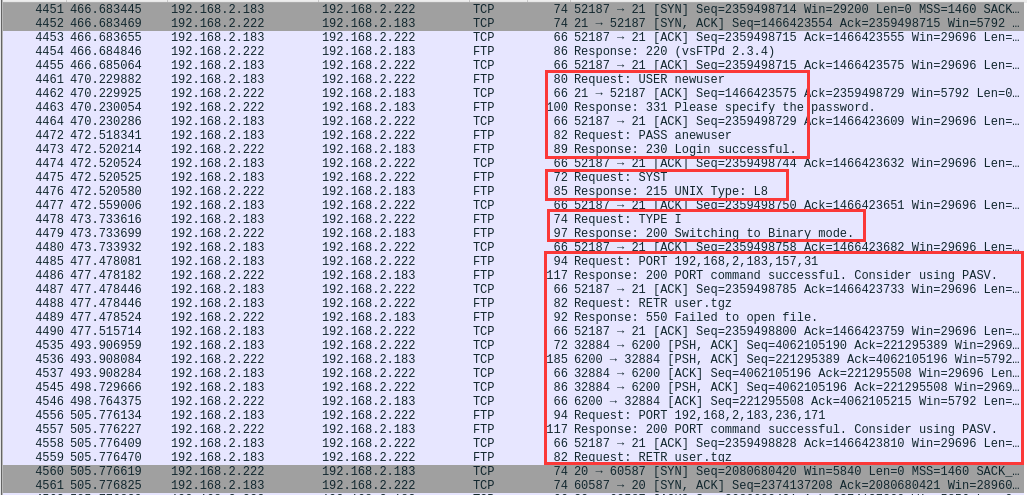 4451 466.683445 192.168.2.183 192.168.2.222 TCP 74 52187 → 21 [SYN] Seq=2359498714 Win=29200 Len=0 MSS=1460 SACK…
4452 466.683469 192.168.2.222 192.168.2.183 TCP 74 21 → 52187 [SYN, ACK] Seq=1466423554 Ack=2359498715 Win=5792 …
4453 466.683655 192.168.2.183 192.168.2.222 TCP 66 52187 → 21 [ACK] Seq=2359498715 Ack=1466423555 Win=29696 Len=…
4454 466.684846 192.168.2.222 192.168.2.183 FTP 86 Response: 220 (vsFTPd 2.3.4)
4455 466.685064 192.168.2.183 192.168.2.222 TCP 66 52187 → 21 [ACK] Seq=2359498715 Ack=1466423575 Win=29696 Len=…
4461 470.229882 192.168.2.183 192.168.2.222 FTP 80 Request: USER newuser
4462 470.229925 192.168.2.222 192.168.2.183 TCP 66 21 → 52187 [ACK] Seq=1466423575 Ack=2359498729 Win=5792 Len=0…
4463 470.230054 192.168.2.222 192.168.2.183 FTP 100 Response: 331 Please specify the password.
4464 470.230286 192.168.2.183 192.168.2.222 TCP 66 52187 → 21 [ACK] Seq=2359498729 Ack=1466423609 Win=29696 Len=…
4472 472.518341 192.168.2.183 192.168.2.222 FTP 82 Request: PASS anewuser
4473 472.520214 192.168.2.222 192.168.2.183 FTP 89 Response: 230 Login successful.
4474 472.520524 192.168.2.183 192.168.2.222 TCP 66 52187 → 21 [ACK] Seq=2359498744 Ack=1466423632 Win=29696 Len=…
4475 472.520525 192.168.2.183 192.168.2.222 FTP 72 Request: SYST
4476 472.520580 192.168.2.222 192.168.2.183 FTP 85 Response: 215 UNIX Type: L8
4477 472.559006 192.168.2.183 192.168.2.222 TCP 66 52187 → 21 [ACK] Seq=2359498750 Ack=1466423651 Win=29696 Len=…
4478 473.733616 192.168.2.183 192.168.2.222 FTP 74 Request: TYPE I
4479 473.733699 192.168.2.222 192.168.2.183 FTP 97 Response: 200 Switching to Binary mode.
4480 473.733932 192.168.2.183 192.168.2.222 TCP 66 52187 → 21 [ACK] Seq=2359498758 Ack=1466423682 Win=29696 Len=…
4485 477.478081 192.168.2.183 192.168.2.222 FTP 94 Request: PORT 192,168,2,183,157,31
4486 477.478182 192.168.2.222 192.168.2.183 FTP 117 Response: 200 PORT command successful. Consider using PASV.
4487 477.478446 192.168.2.183 192.168.2.222 TCP 66 52187 → 21 [ACK] Seq=2359498785 Ack=1466423733 Win=29696 Len=…
4488 477.478446 192.168.2.183 192.168.2.222 FTP 82 Request: RETR user.tgz
4489 477.478524 192.168.2.222 192.168.2.183 FTP 92 Response: 550 Failed to open file.
4490 477.515714 192.168.2.183 192.168.2.222 TCP 66 52187 → 21 [ACK] Seq=2359498800 Ack=1466423759 Win=29696 Len=…
4535 493.906959 192.168.2.183 192.168.2.222 TCP 72 32884 → 6200 [PSH, ACK] Seq=4062105190 Ack=221295389 Win=2969…
4536 493.908084 192.168.2.222 192.168.2.183 TCP 185 6200 → 32884 [PSH, ACK] Seq=221295389 Ack=4062105196 Win=5792…
4537 493.908284 192.168.2.183 192.168.2.222 TCP 66 32884 → 6200 [ACK] Seq=4062105196 Ack=221295508 Win=29696 Len…
4545 498.729666 192.168.2.183 192.168.2.222 TCP 86 32884 → 6200 [PSH, ACK] Seq=4062105196 Ack=221295508 Win=2969…
4546 498.764375 192.168.2.222 192.168.2.183 TCP 66 6200 → 32884 [ACK] Seq=221295508 Ack=4062105215 Win=5792 Len=…
4556 505.776134 192.168.2.183 192.168.2.222 FTP 94 Request: PORT 192,168,2,183,236,171
4557 505.776227 192.168.2.222 192.168.2.183 FTP 117 Response: 200 PORT command successful. Consider using PASV.
4558 505.776409 192.168.2.183 192.168.2.222 TCP 66 52187 → 21 [ACK] Seq=2359498828 Ack=1466423810 Win=29696 Len=…
4559 505.776470 192.168.2.183 192.168.2.222 FTP 82 Request: RETR user.tgz
4560 505.776619 192.168.2.222 192.168.2.183 TCP 74 20 → 60587 [SYN] Seq=2080680420 Win=5840 Len=0 MSS=1460 SACK_…
4561 505.776825 192.168.2.183 192.168.2.222 TCP 74 60587 → 20 [SYN, ACK] Seq=2374137208 Ack=2080680421 Win=28960…